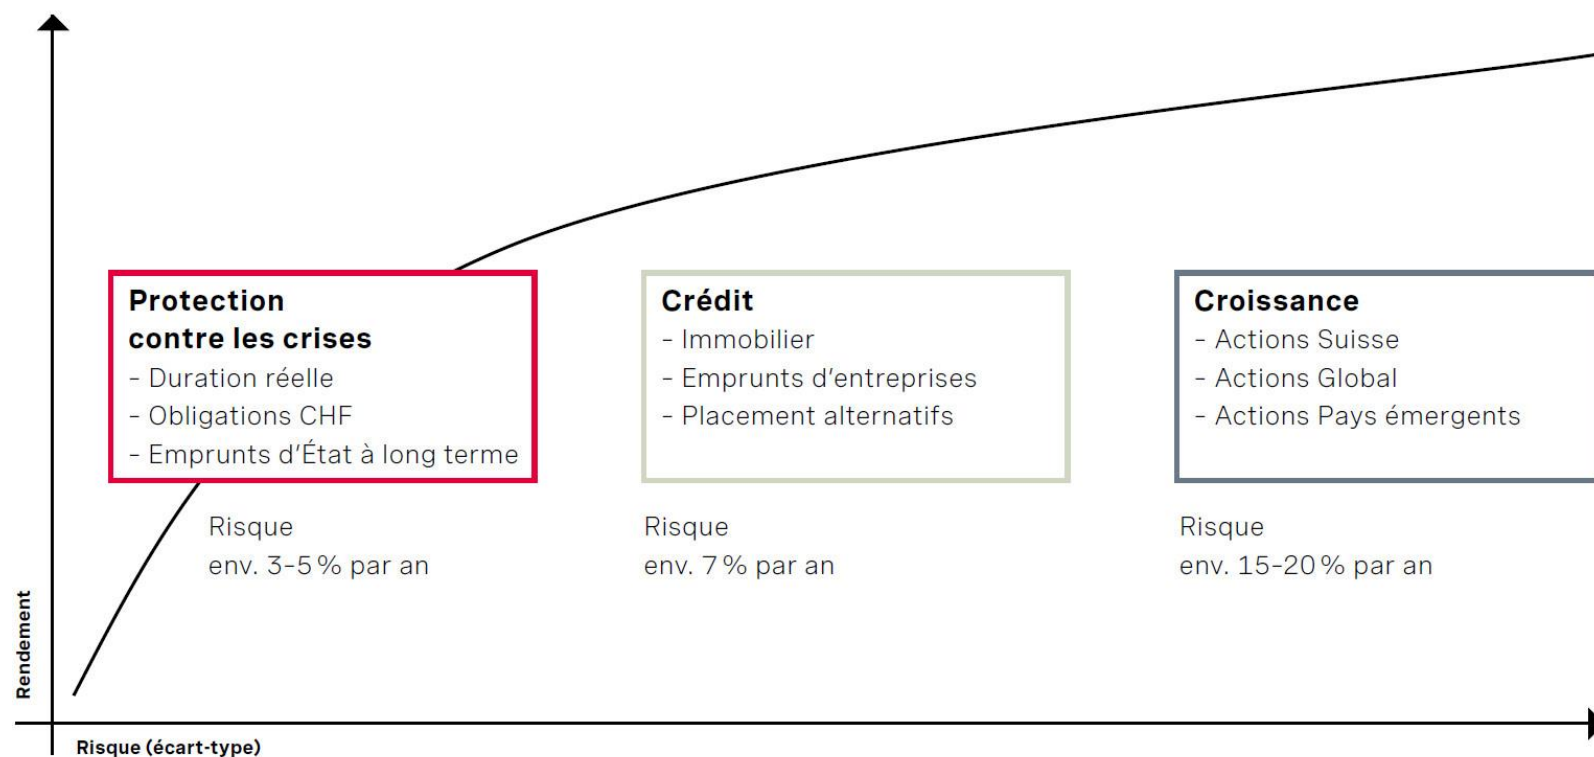 Protection
contre les crises
- Duration réelle
- Obligations CHF
- Emprunts d'État à long terme
Risque
env. 3-5 % par an
Crédit
- Immobilier
- Emprunts d'entreprises
- Placement alternatifs
Risque
env. 7 % par an
Croissance
- Actions Suisse
- Actions Global
- Actions Pays émergents
Risque
env. 15-20 % par an
Rendement
Risque (écart-type)